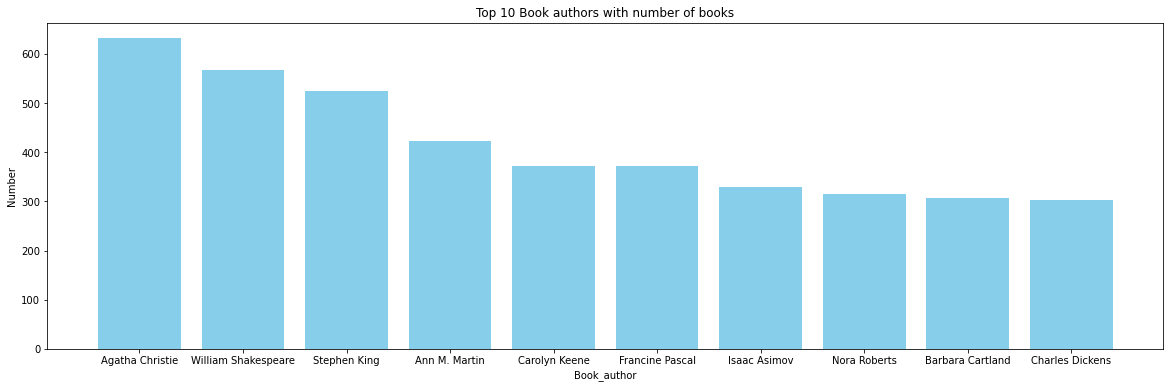 Top 10 Book authors with number of books
Number
600
500
400
300
200
100
0
Agatha Christie William Shakespeare Stephen King Ann M. Martin Carolyn Keene Francine Pascal Isaac Asimov Nora Roberts Barbara Cartland Charles Dickens
Book_author